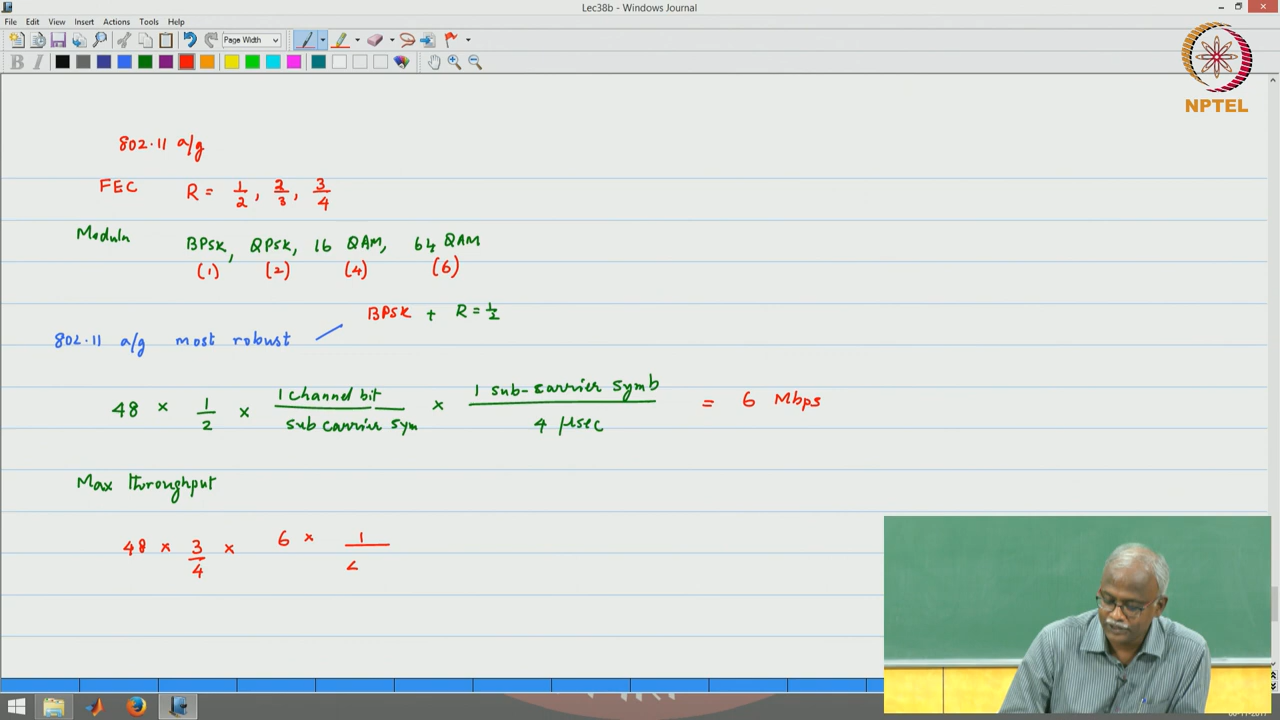 Lec38b - Windows Journal
File Edit View Insert Actions Tools Help
Page Width
B I
NPTEL
802.11 a/g
FEC R = 1/2, 2/3, 3/4
Moduln BPSK, QPSK, 16 QAM, 64 QAM
(1) (2) (4) (6)
BPSK + R = 1/2
802.11 a/g most robust
48 × 1/2 × 1 channel bit / sub carrier sym × 1 sub-carrier symb / 4 μsec = 6 Mbps
Max throughput
48 × 3/4 × 6 × 1/4